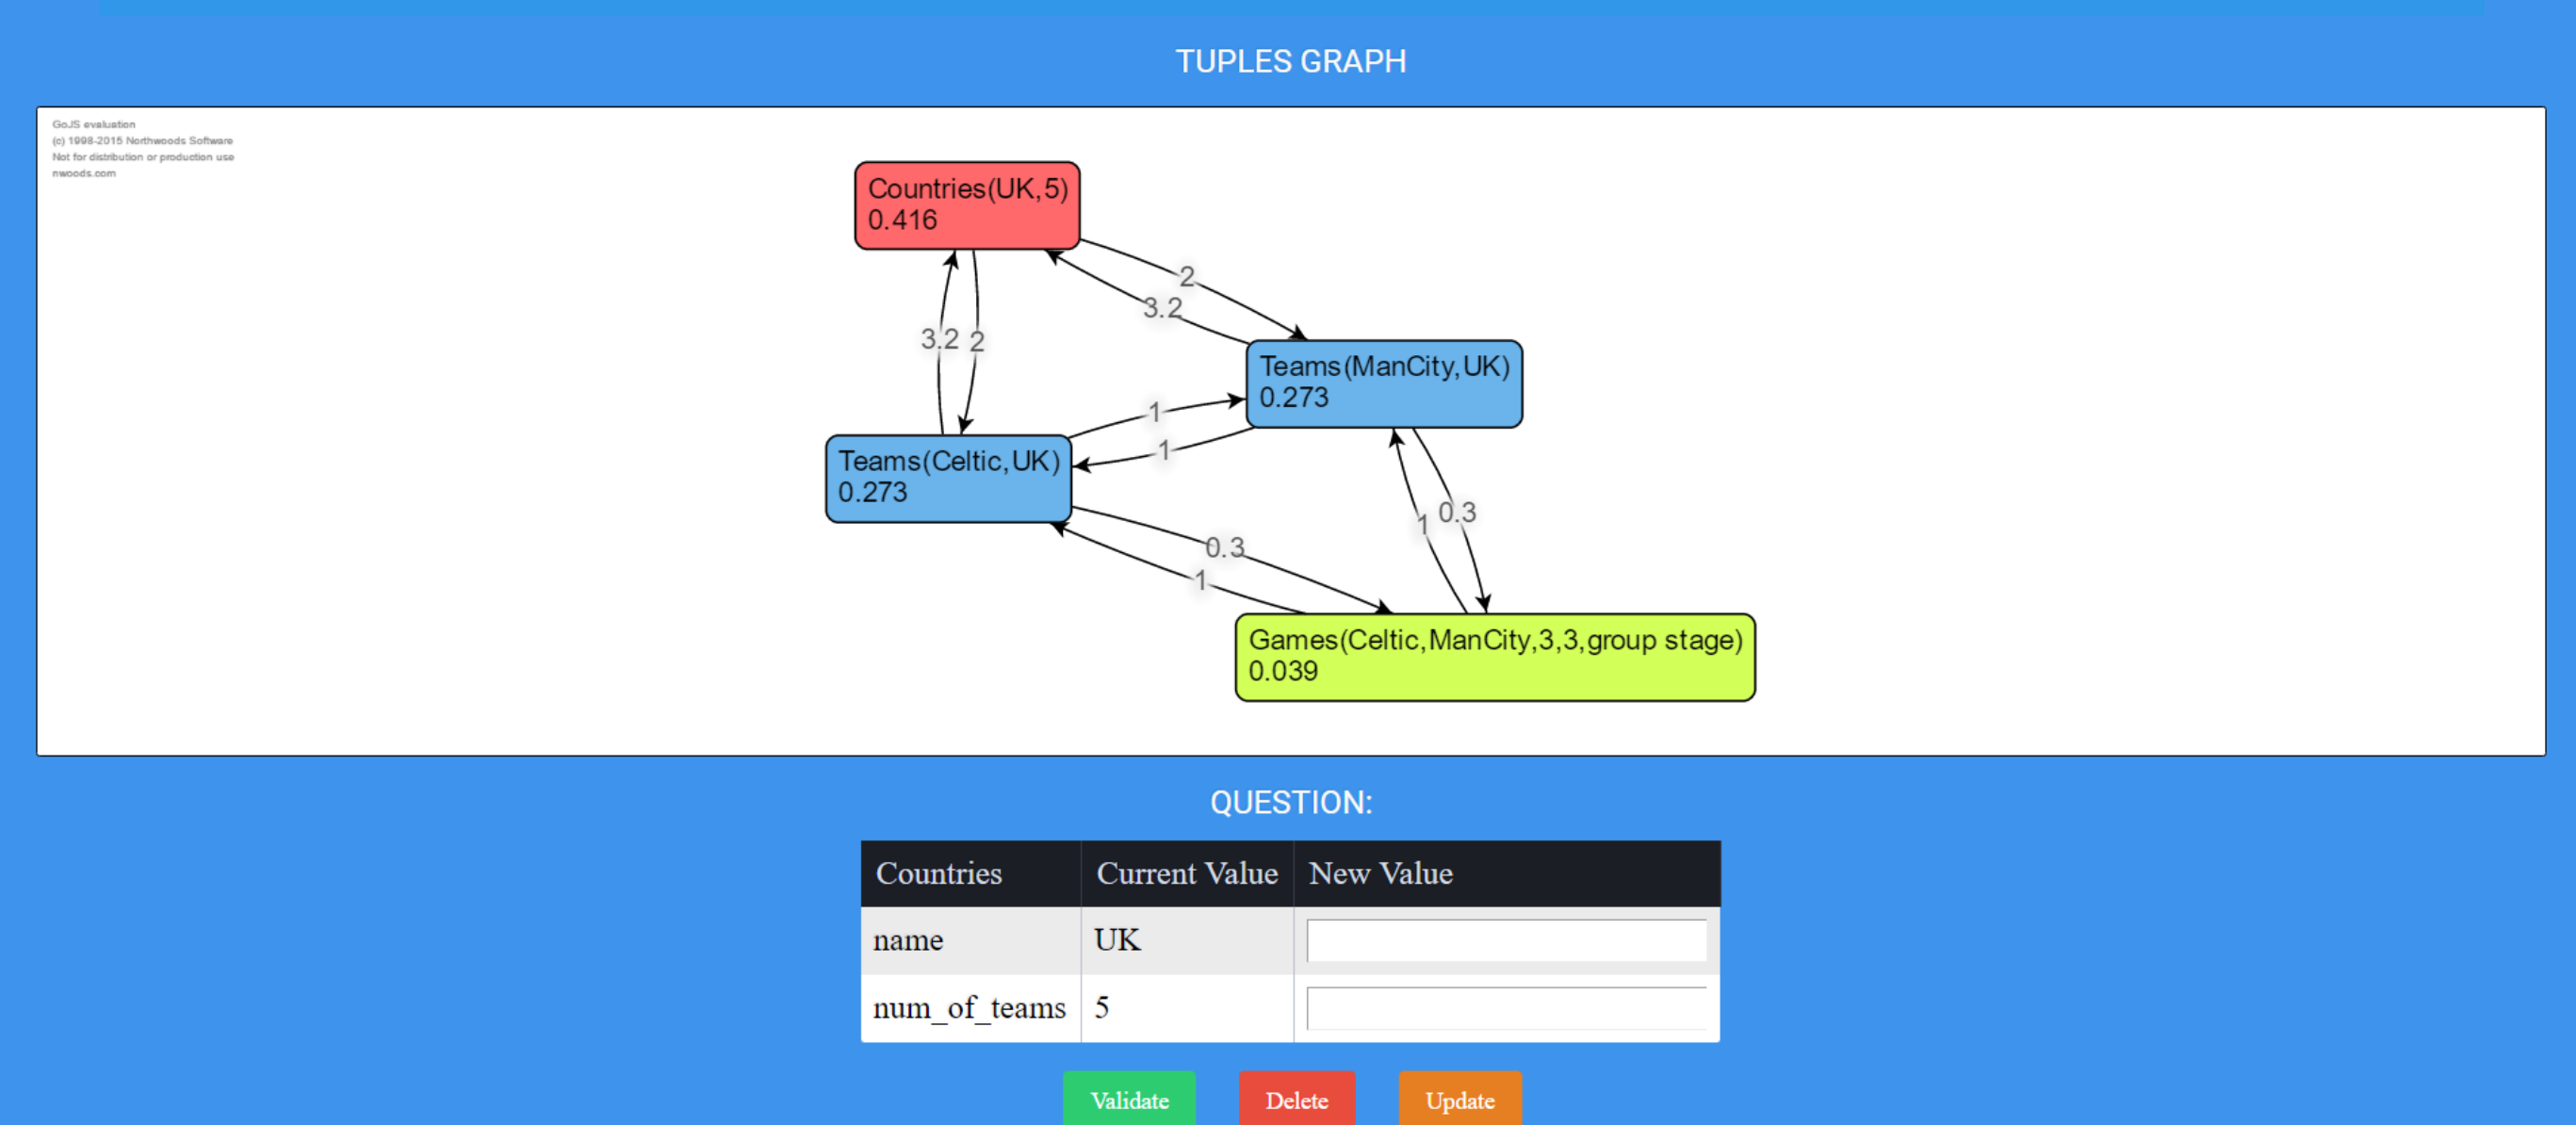 TUPLES GRAPH
GoJS evaluation
(c) 1998-2015 Northwoods Software
Not for distribution or production use
nwoods.com
Countries(UK,5)
0.416
2
3.2
3.2 2
Teams(ManCity,UK)
0.273
1
1
Teams(Celtic,UK)
0.273
0.3
1
1 0.3
Games(Celtic,ManCity,3,3,group stage)
0.039
QUESTION:
Countries Current Value New Value
name UK
num_of_teams 5
Validate Delete Update